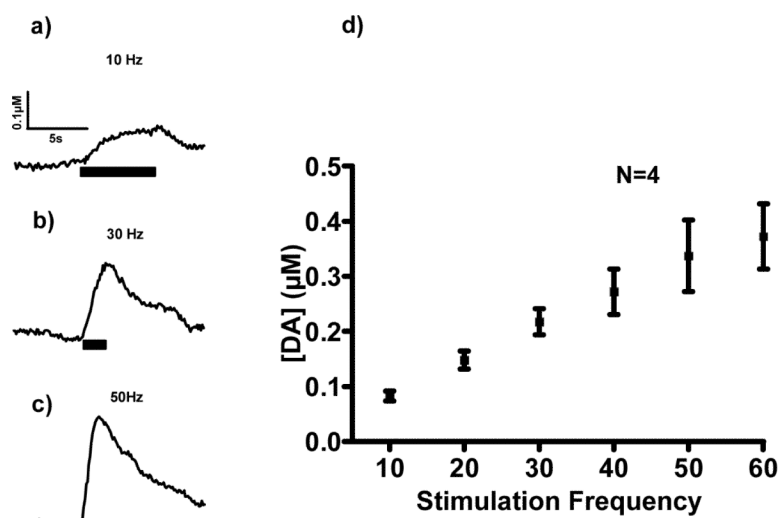 a)
10 Hz
0.1μM
5s
b)
30 Hz
c)
50Hz
d)
N=4
[DA] (μM)
0.5
0.4
0.3
0.2
0.1
0.0
10 20 30 40 50 60
Stimulation Frequency